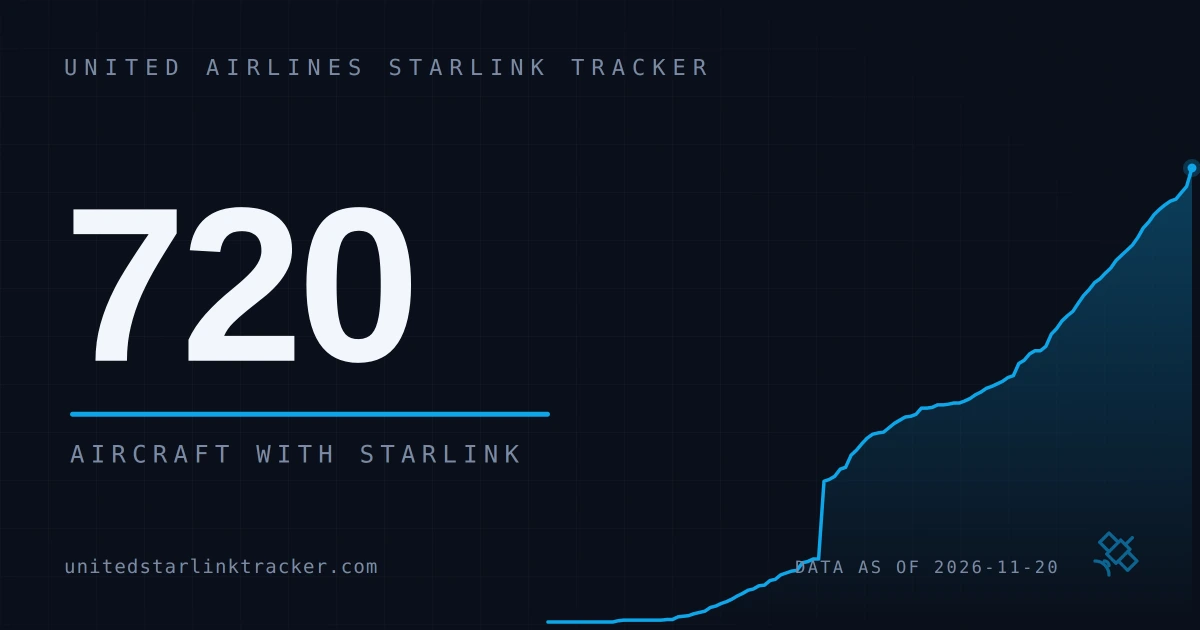 UNITED AIRLINES STARLINK TRACKER
720
AIRCRAFT WITH STARLINK
unitedstarlinktracker.com
DATA AS OF 2026-11-20